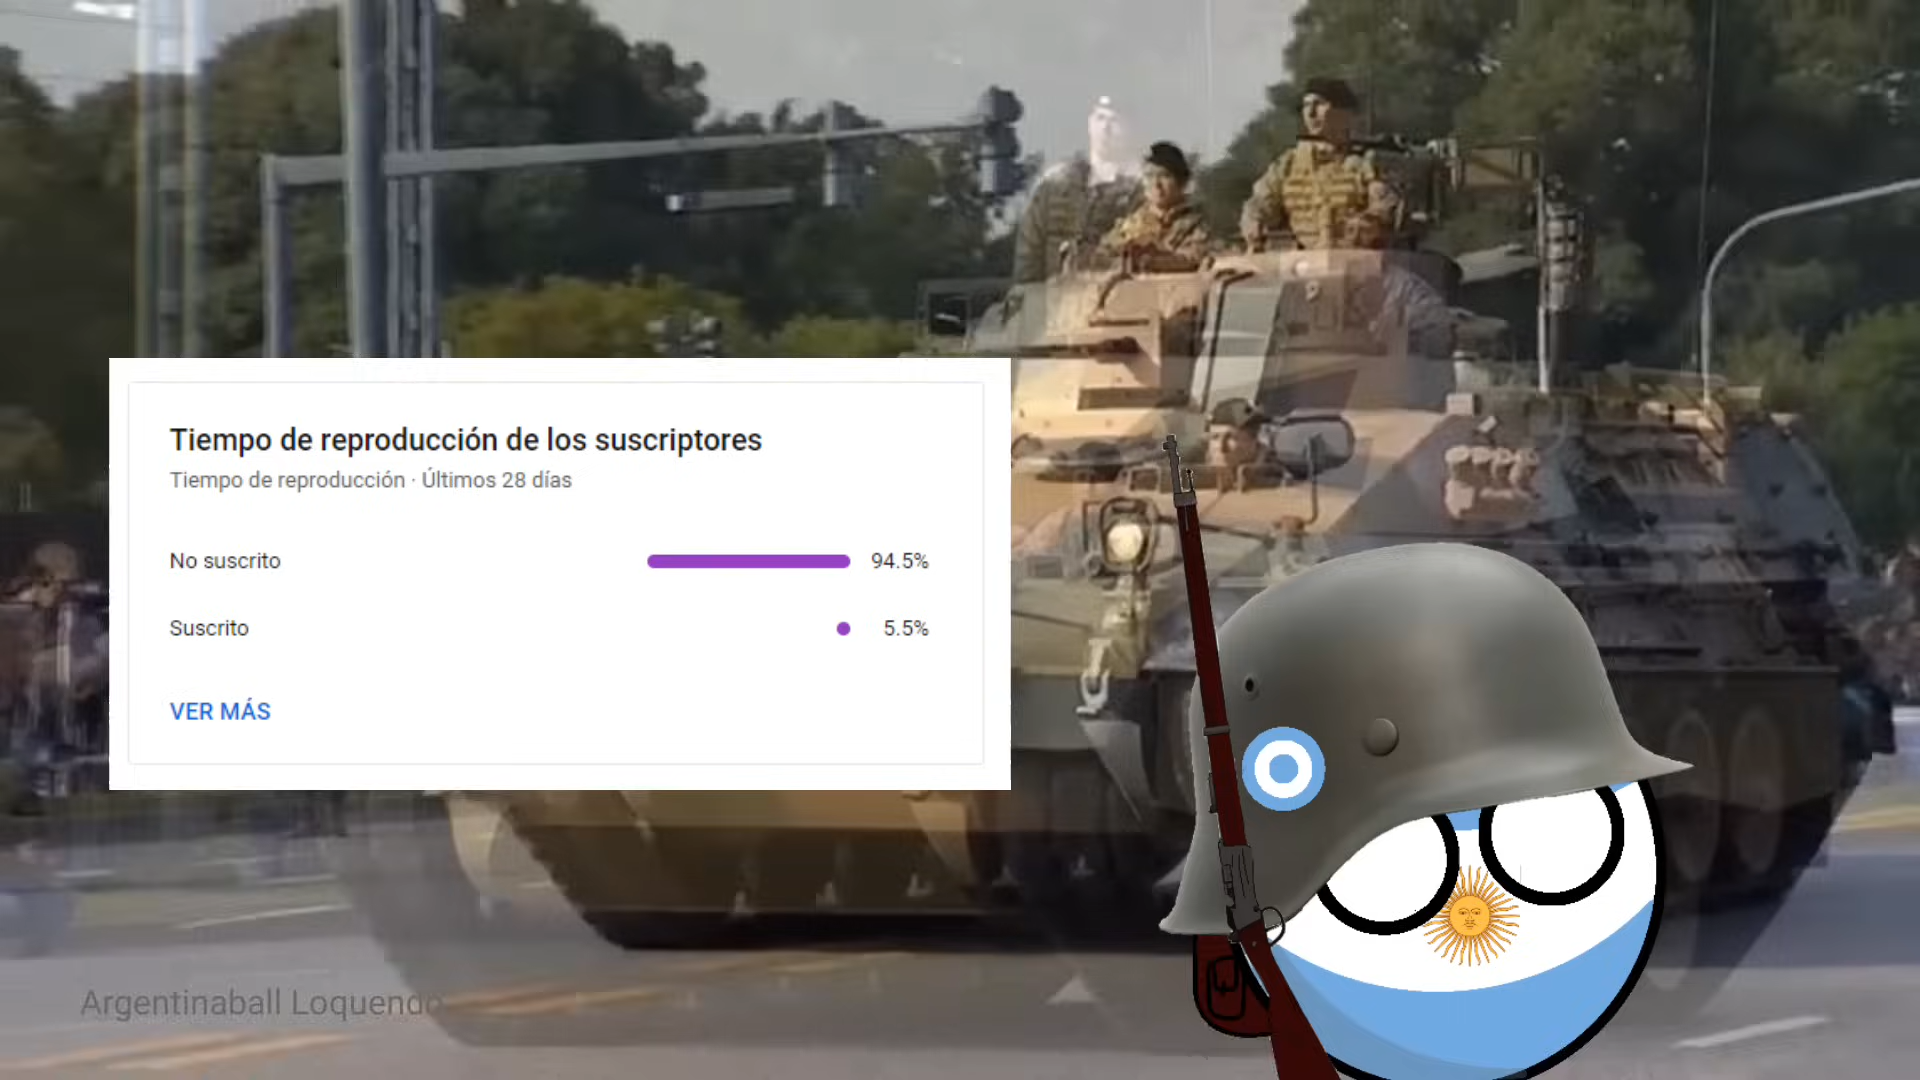 Tiempo de reproducción de los suscriptores
Tiempo de reproducción · Últimos 28 días
No suscrito 94.5%
Suscrito 5.5%
VER MÁS
Argentinaball Loquendo